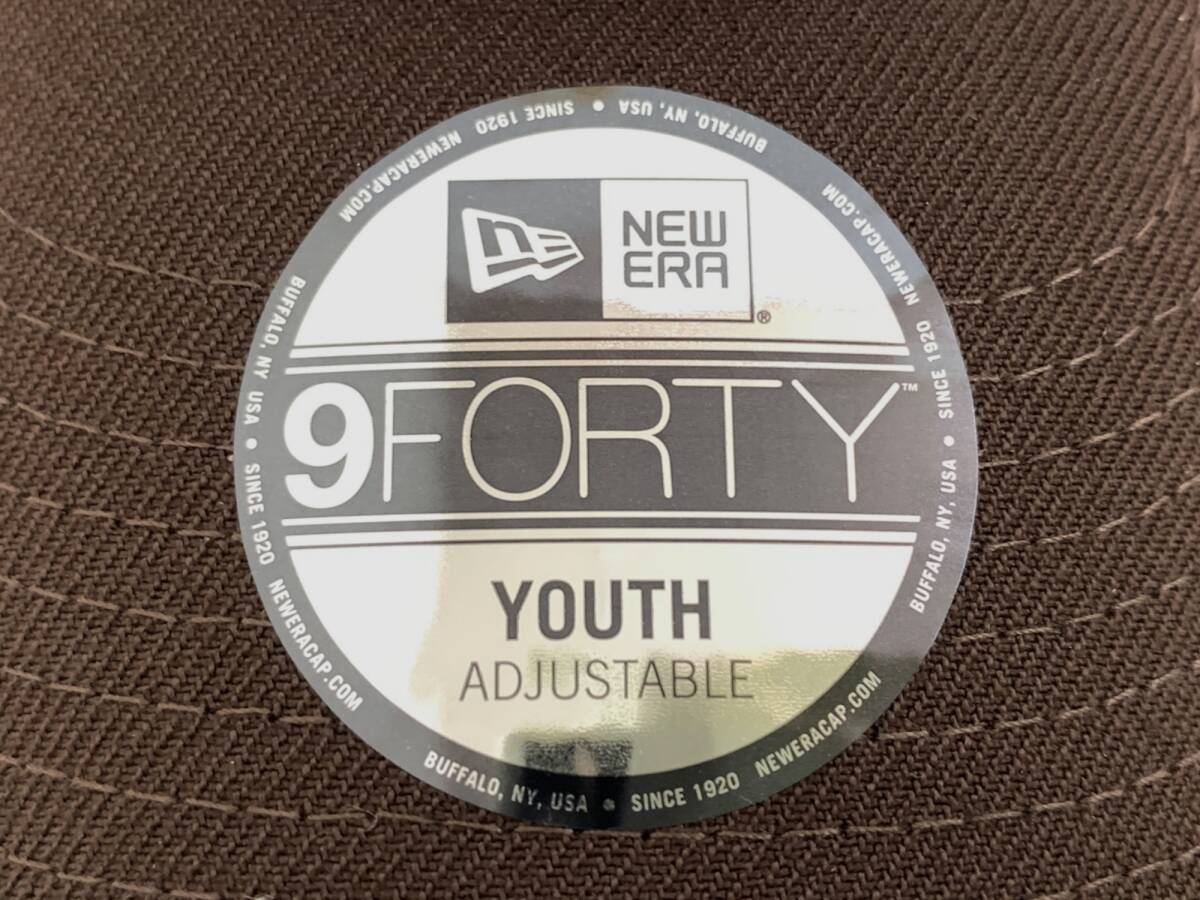 NEW
ERA
®
9FORTY™
YOUTH
ADJUSTABLE
BUFFALO, NY, USA • SINCE 1920 NEWERACAP.COM
BUFFALO, NY, USA • SINCE 1920 NEWERACAP.COM
BUFFALO, NY, USA • SINCE 1920 NEWERACAP.COM
BUFFALO, NY USA • SINCE 1920 NEWERACAP.COM